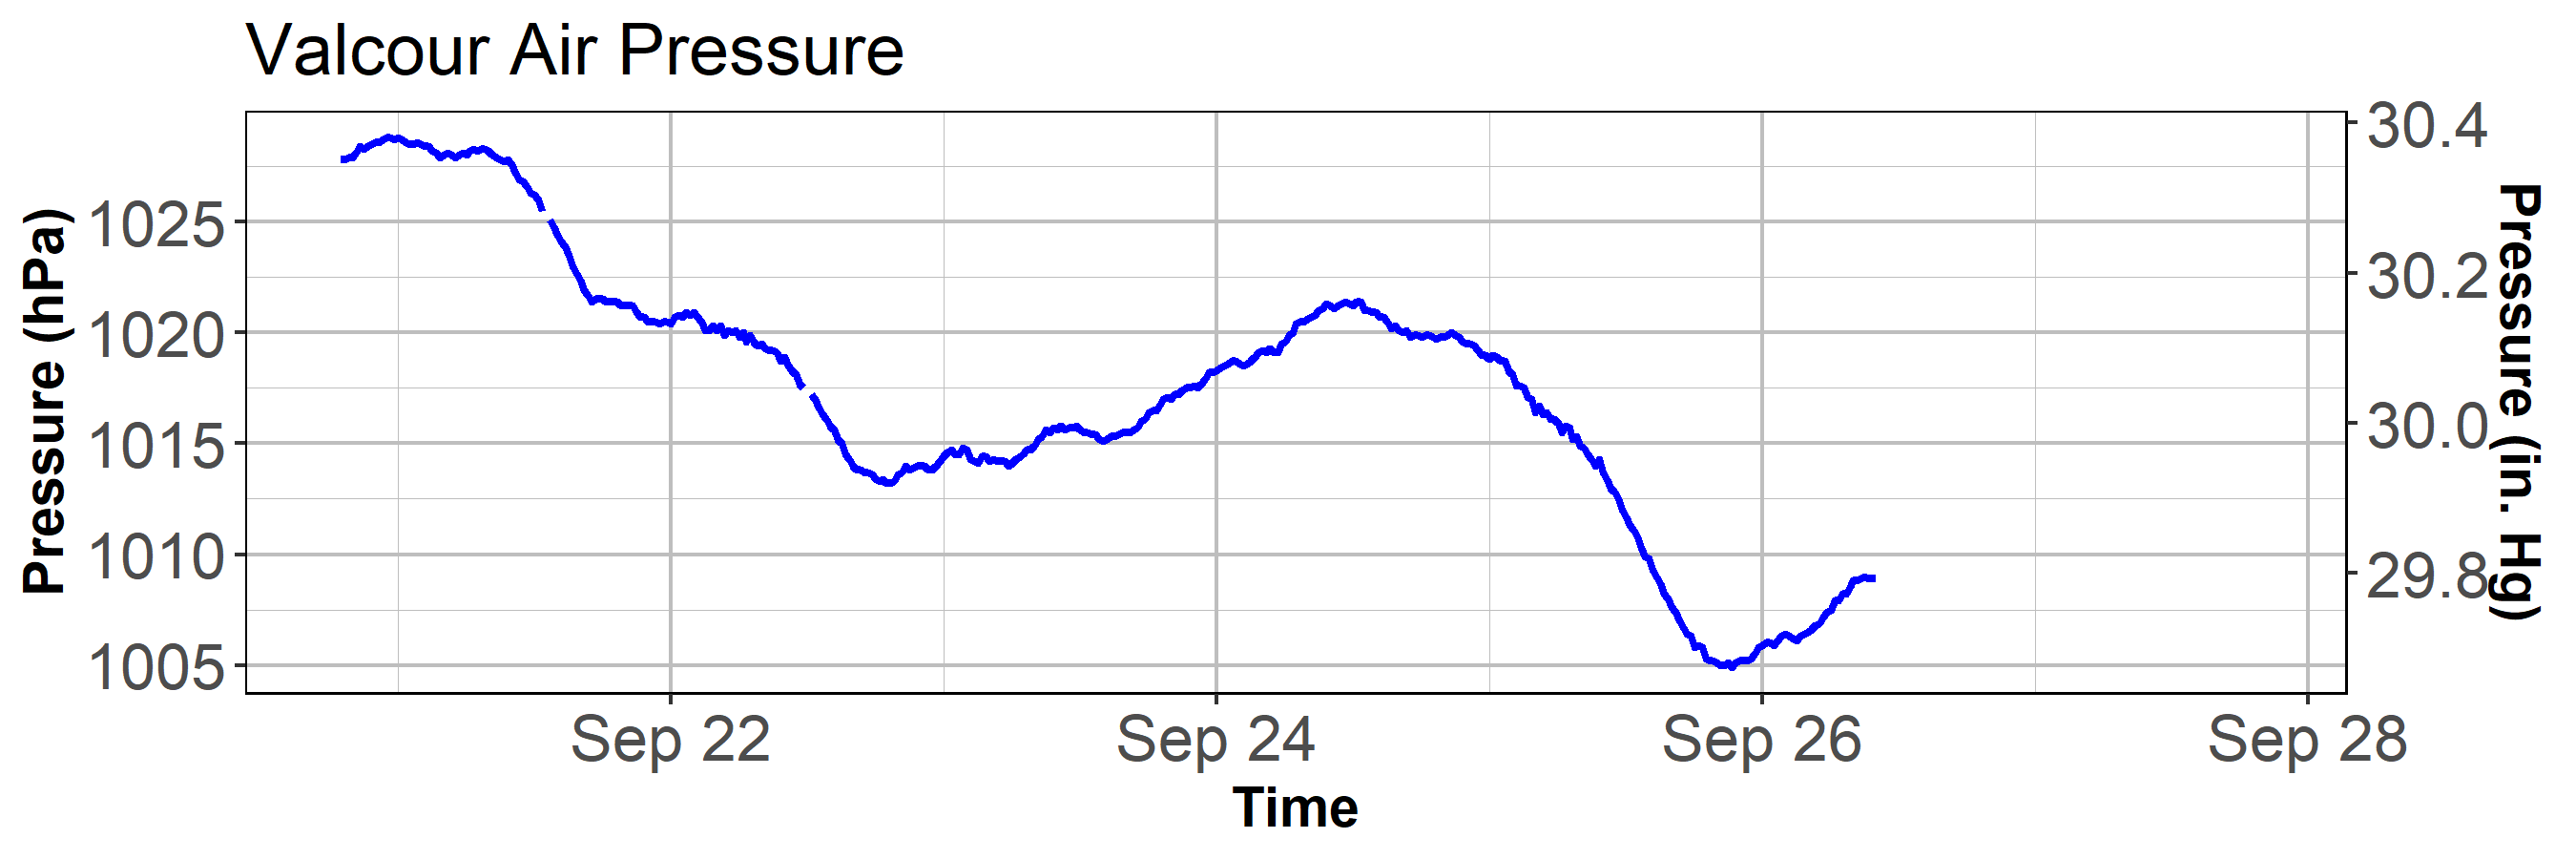 Valcour Air Pressure
Pressure (hPa)
1025
1020
1015
1010
1005
30.4
30.2
30.0
29.8
Pressure (in. Hg)
Sep 22
Sep 24
Sep 26
Sep 28
Time